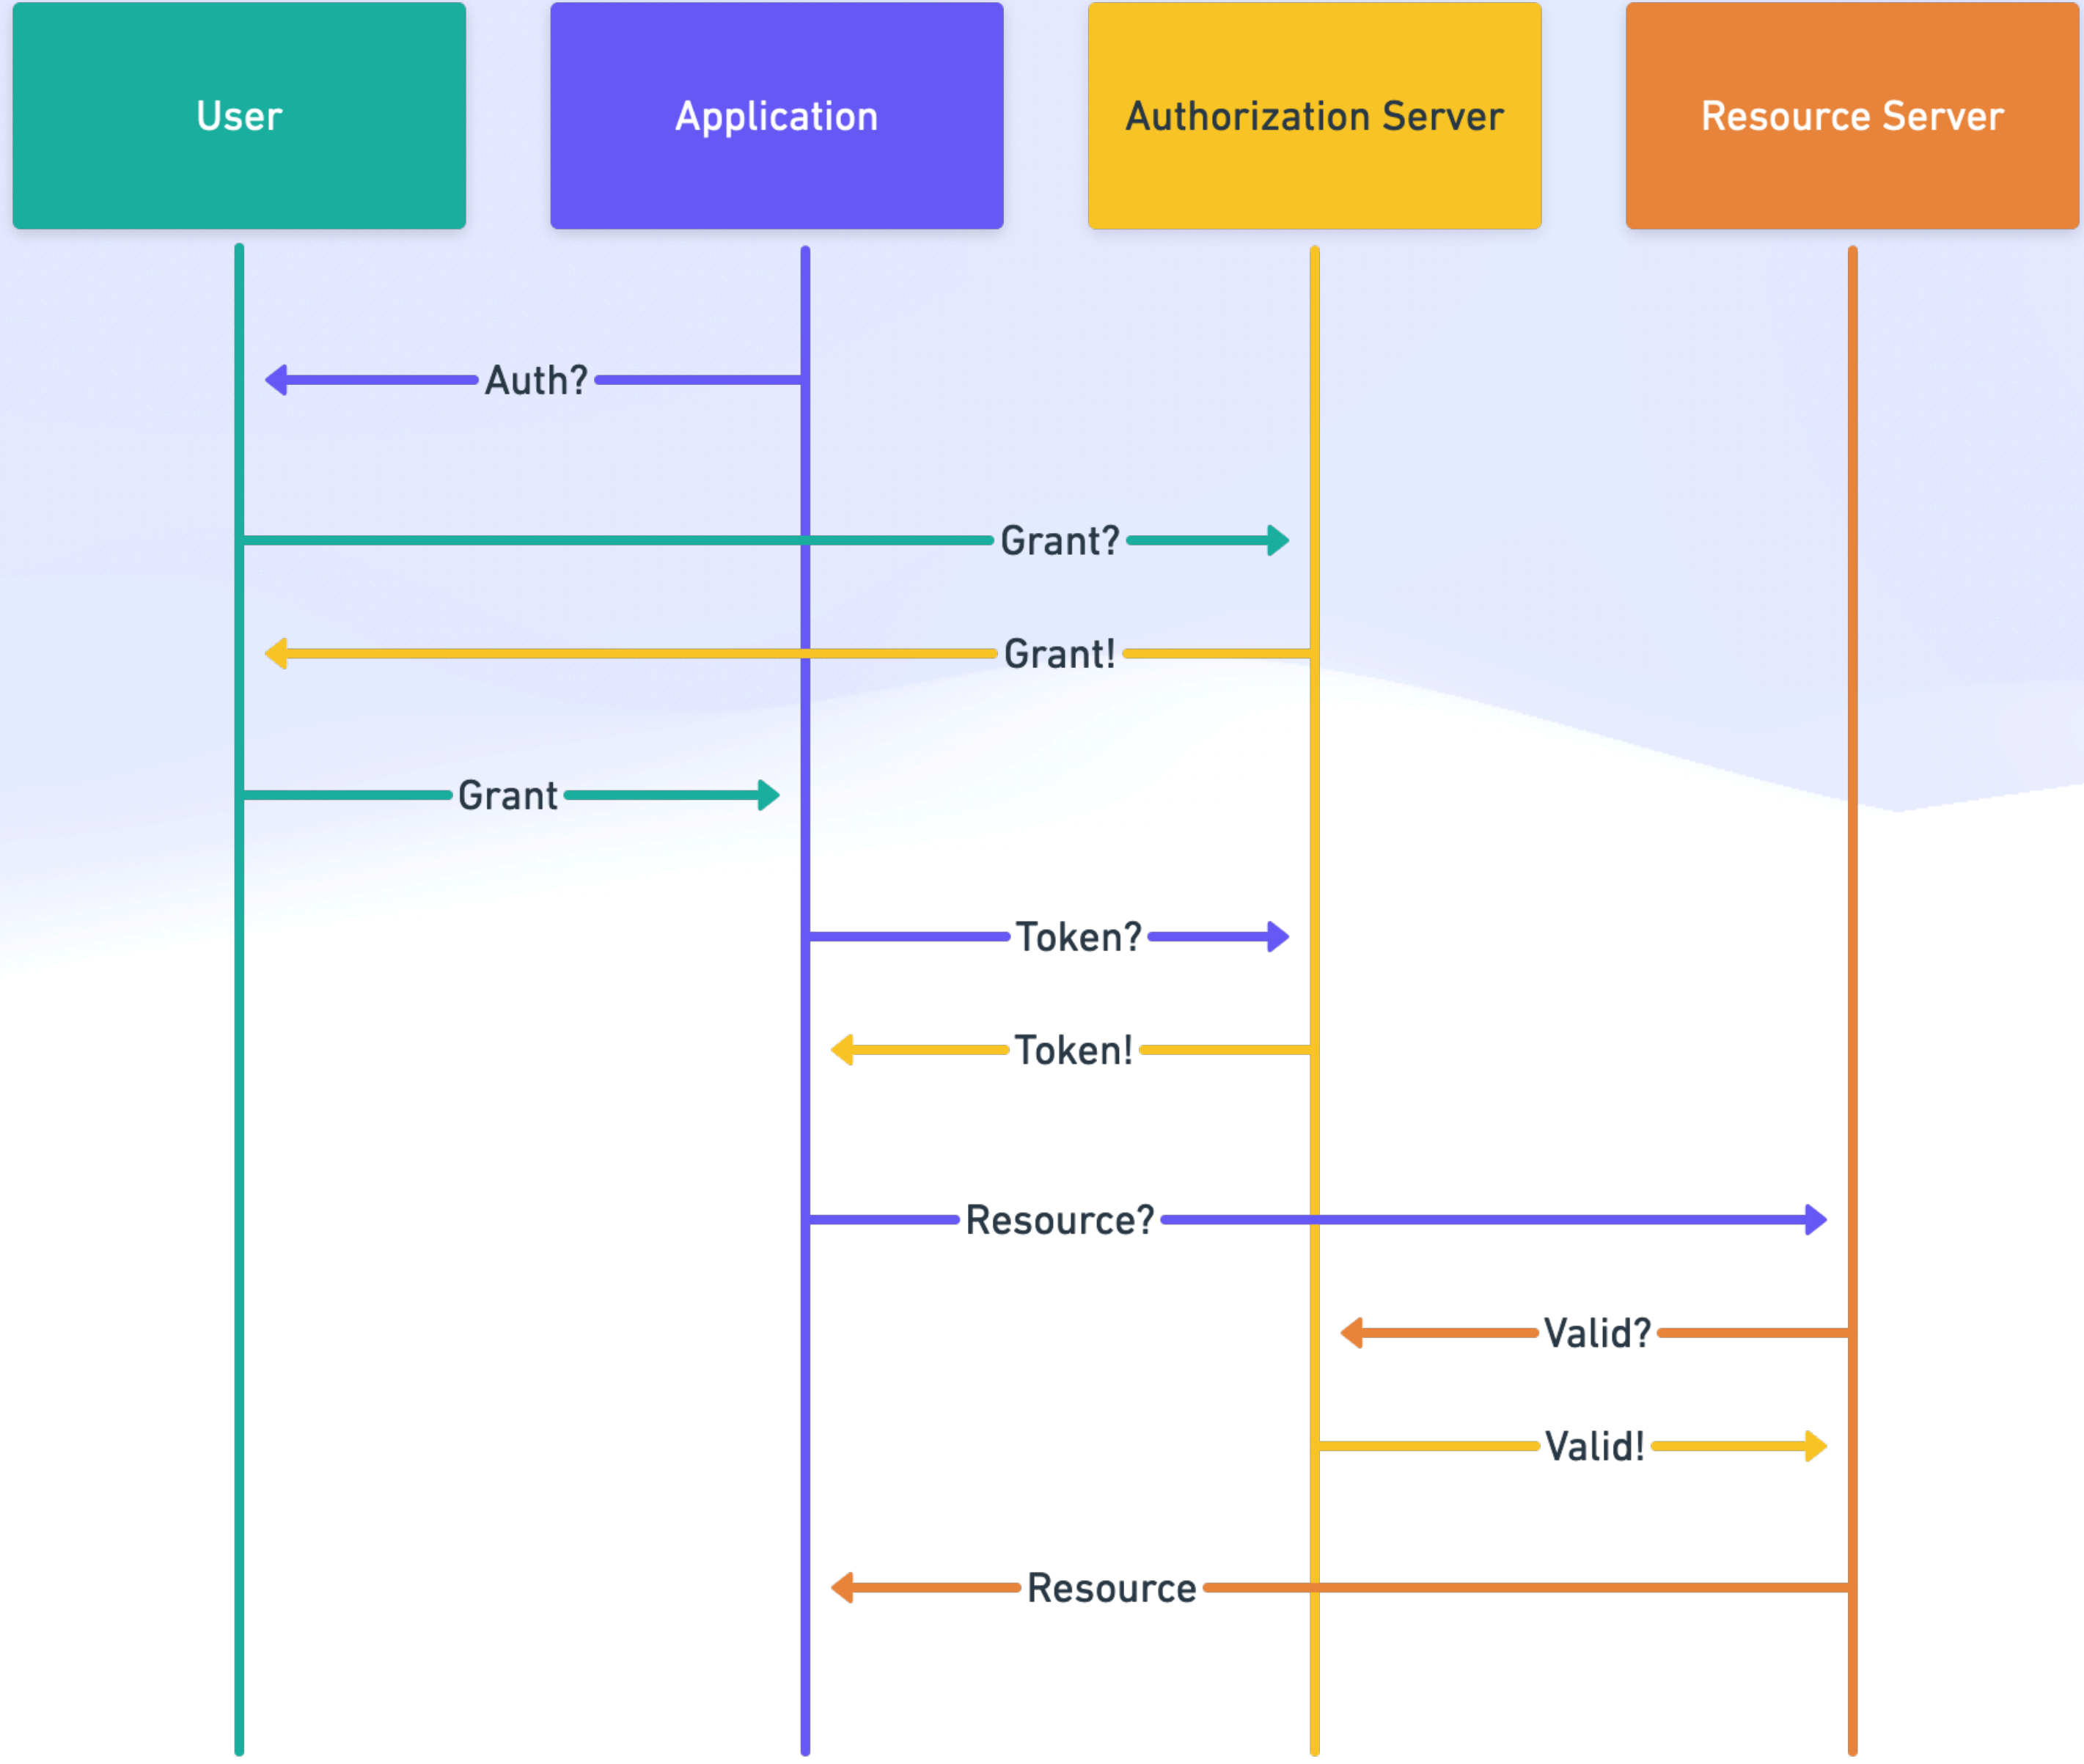 User
Application
Authorization Server
Resource Server
Auth?
Grant?
Grant!
Grant
Token?
Token!
Resource?
Valid?
Valid!
Resource